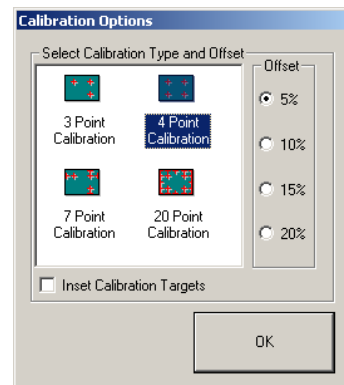 Calibration Options
Select Calibration Type and Offset
3 Point
Calibration
4 Point
Calibration
7 Point
Calibration
20 Point
Calibration
Offset
5%
10%
15%
20%
Inset Calibration Targets
OK